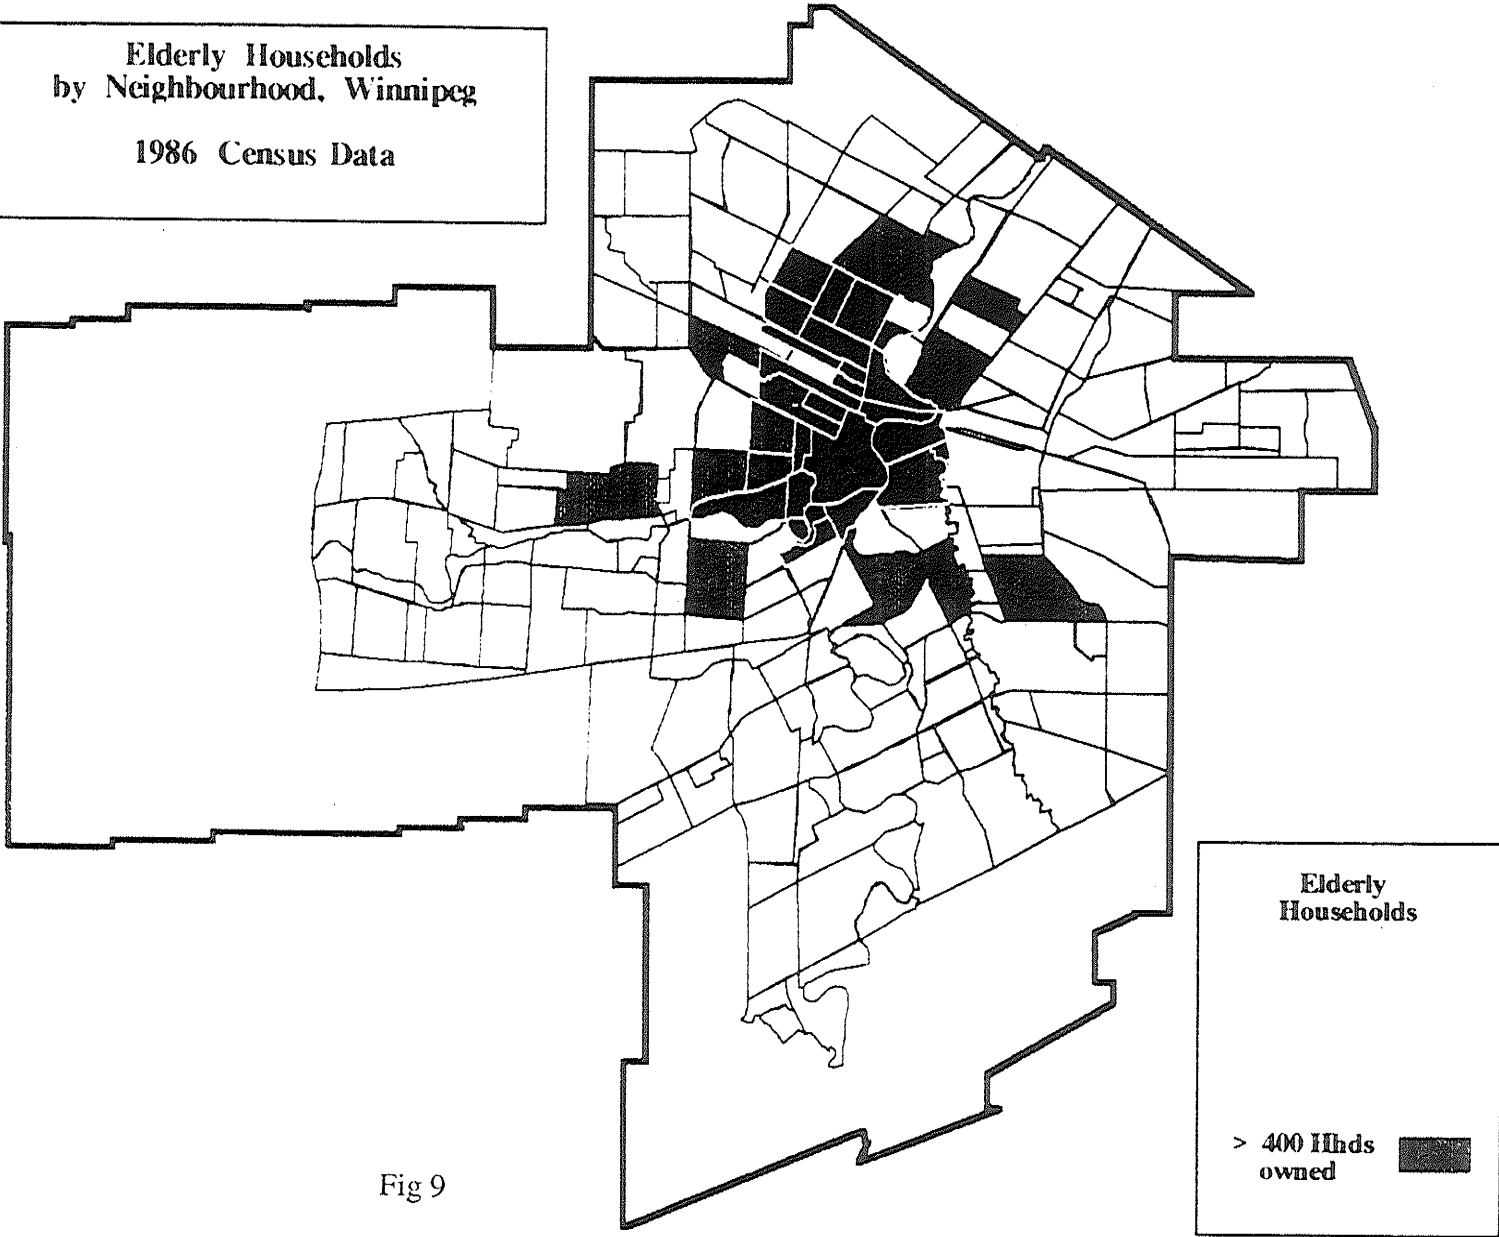 Elderly Households
by Neighbourhood, Winnipeg
1986 Census Data
Elderly
Households
> 400 Hhds
owned
Fig 9